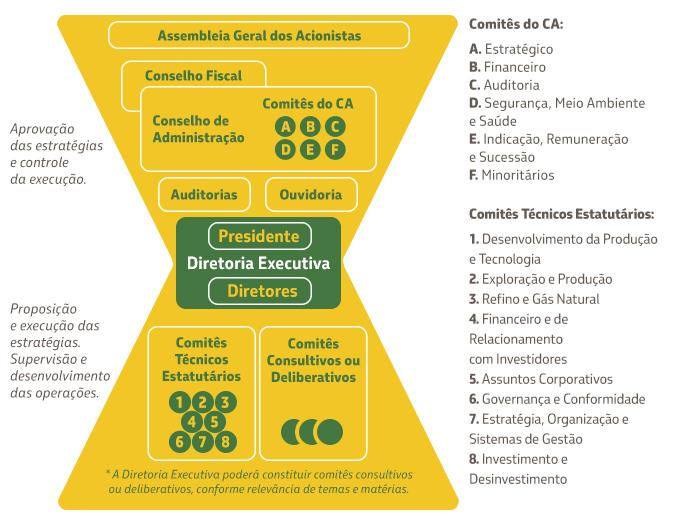 Assembleia Geral dos Acionistas
Conselho Fiscal
Conselho de
Administração
Comitês do CA
A B C
D E F
Auditorias
Ouvidoria
Presidente
Diretoria Executiva
Diretores
Comitês
Técnicos
Estatutários
1 2 3
4 5
6 7 8
Comitês
Consultivos ou
Deliberativos
* A Diretoria Executiva poderá constituir comitês consultivos
ou deliberativos, conforme relevância de temas e matérias.
Aprovação
das estratégias
e controle
da execução.
Proposição
e execução das
estratégias.
Supervisão e
desenvolvimento
das operações.
Comitês do CA:
A. Estratégico
B. Financeiro
C. Auditoria
D. Segurança, Meio Ambiente
e Saúde
E. Indicação, Remuneração
e Sucessão
F. Minoritários
Comitês Técnicos Estatutários:
1. Desenvolvimento da Produção
e Tecnologia
2. Exploração e Produção
3. Refino e Gás Natural
4. Financeiro e de
Relacionamento
com Investidores
5. Assuntos Corporativos
6. Governança e Conformidade
7. Estratégia, Organização e
Sistemas de Gestão
8. Investimento e
Desinvestimento